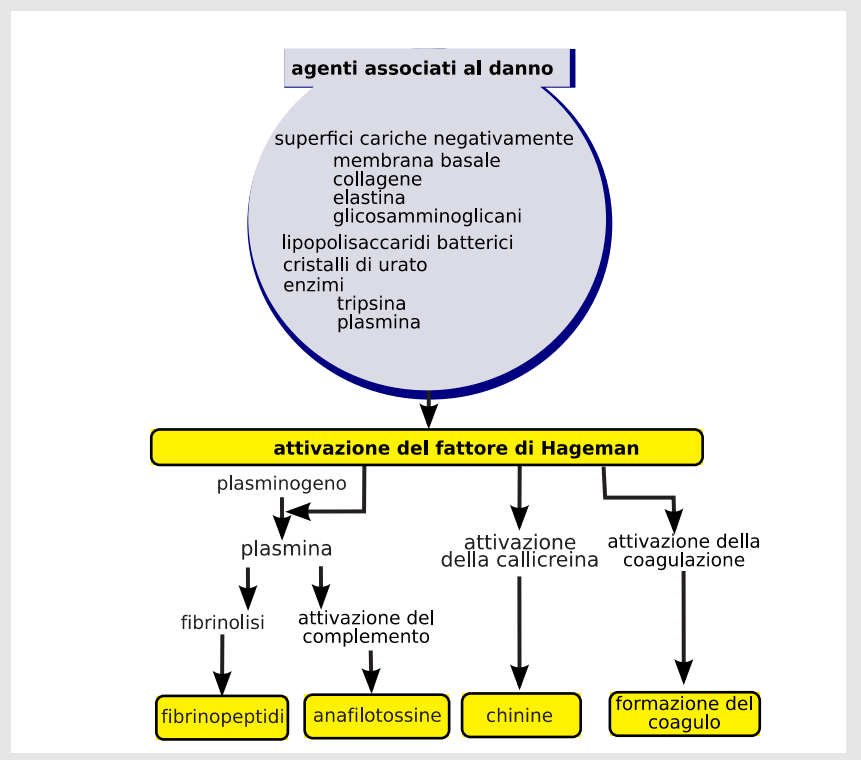 agenti associati al danno
superfici cariche negativamente
membrana basale
collagene
elastina
glicosamminoglicani
lipopolisaccaridi batterici
cristalli di urato
enzimi
tripsina
plasmina
attivazione del fattore di Hageman
plasminogeno
plasmina
attivazione
della callicreina
attivazione della
coagulazione
fibrinolisi
attivazione del
complemento
fibrinopeptidi
anafilotossine
chinine
formazione del
coagulo